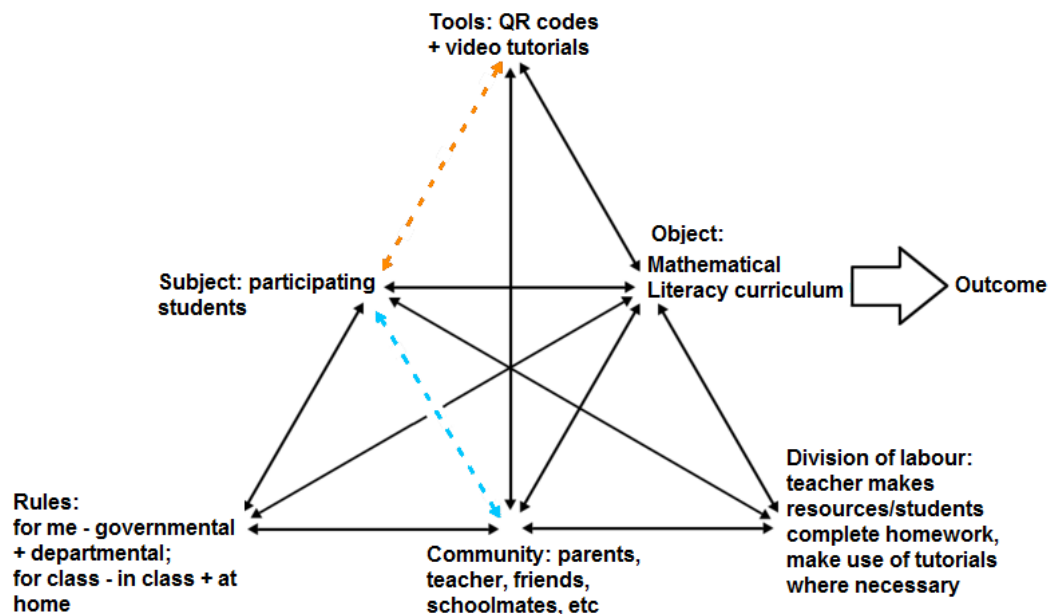 Tools: QR codes
+ video tutorials
Object:
Mathematical
Literacy curriculum
Outcome
Subject: participating
students
Rules:
for me - governmental
+ departmental;
for class - in class + at
home
Community: parents,
teacher, friends,
schoolmates, etc
Division of labour:
teacher makes
resources/students
complete homework,
make use of tutorials
where necessary